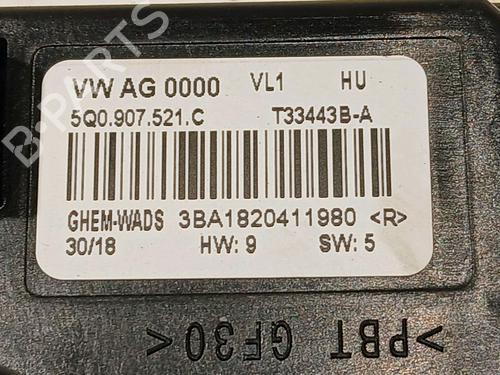 VW AG 0000 VL1 HU
5Q0.907.521.C T33443B-A
GHEM-WADS 3BA1820411980 <R>
30/18 HW: 9 SW: 5
>PBT GF30<